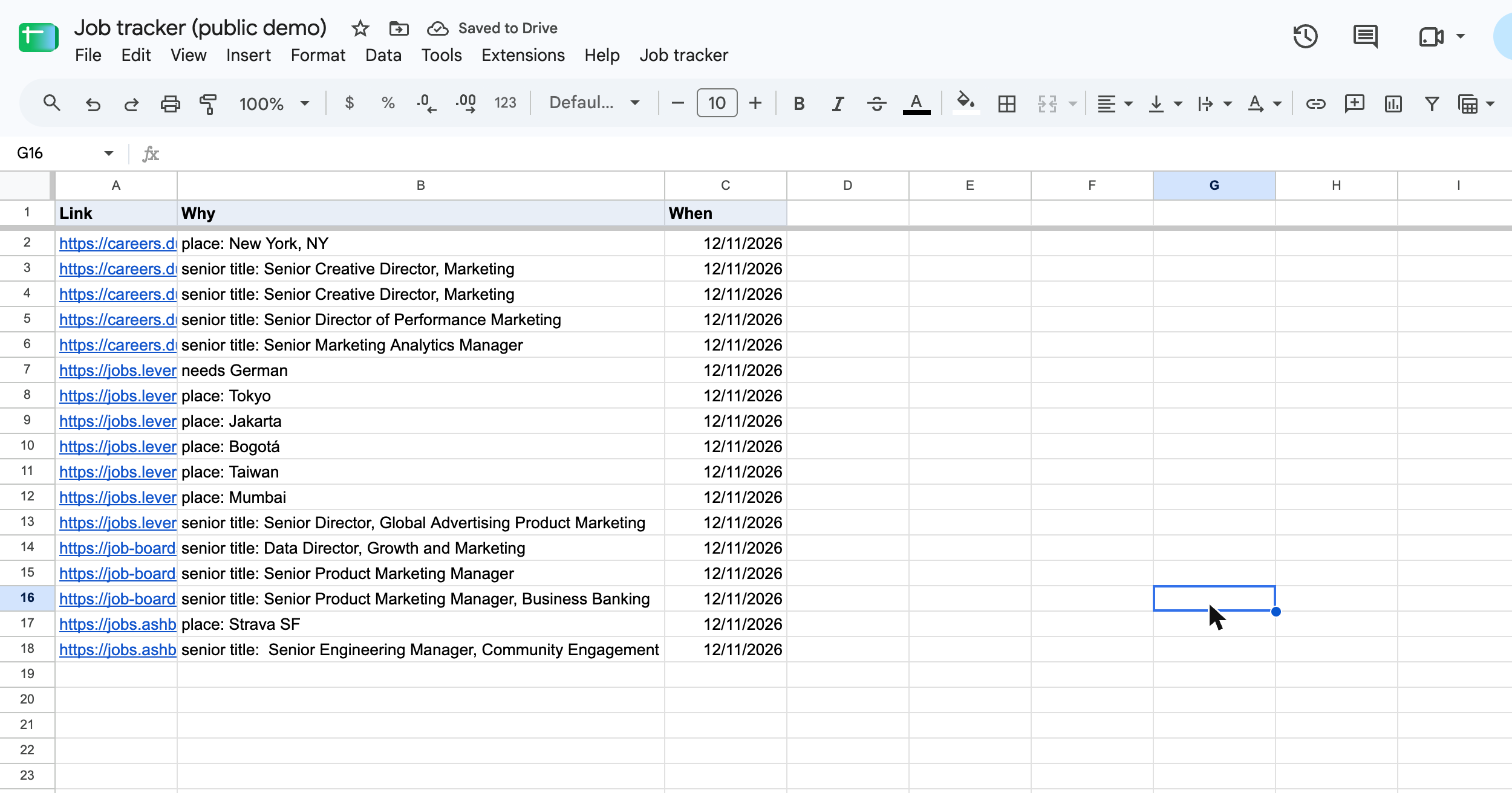 Job tracker (public demo) Saved to Drive
File Edit View Insert Format Data Tools Extensions Help Job tracker
100% $ % .0 .00 123 Defaul... − 10 + B I A
G16 fx
A B C D E F G H I
1 Link Why When
2 https://careers.d place: New York, NY 12/11/2026
3 https://careers.d senior title: Senior Creative Director, Marketing 12/11/2026
4 https://careers.d senior title: Senior Creative Director, Marketing 12/11/2026
5 https://careers.d senior title: Senior Director of Performance Marketing 12/11/2026
6 https://careers.d senior title: Senior Marketing Analytics Manager 12/11/2026
7 https://jobs.lever needs German 12/11/2026
8 https://jobs.lever place: Tokyo 12/11/2026
9 https://jobs.lever place: Jakarta 12/11/2026
10 https://jobs.lever place: Bogotá 12/11/2026
11 https://jobs.lever place: Taiwan 12/11/2026
12 https://jobs.lever place: Mumbai 12/11/2026
13 https://jobs.lever senior title: Senior Director, Global Advertising Product Marketing 12/11/2026
14 https://job-board senior title: Data Director, Growth and Marketing 12/11/2026
15 https://job-board senior title: Senior Product Marketing Manager 12/11/2026
16 https://job-board senior title: Senior Product Marketing Manager, Business Banking 12/11/2026
17 https://jobs.ashb place: Strava SF 12/11/2026
18 https://jobs.ashb senior title:  Senior Engineering Manager, Community Engagement 12/11/2026
19
20
21
22
23